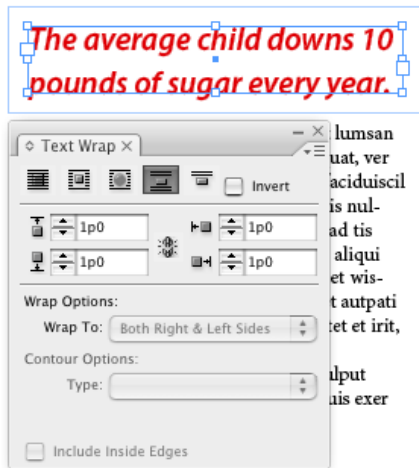 The average child downs 10
pounds of sugar every year.
lumsan
Text Wrap
uat, ver
Invert
aciduiscil
is nul-
1p0 1p0
ad tis
aliqui
1p0 1p0
et wis-
Wrap Options:
t autpati
Wrap To: Both Right & Left Sides
tet et irit,
Contour Options:
Type:
ulput
uis exer
Include Inside Edges